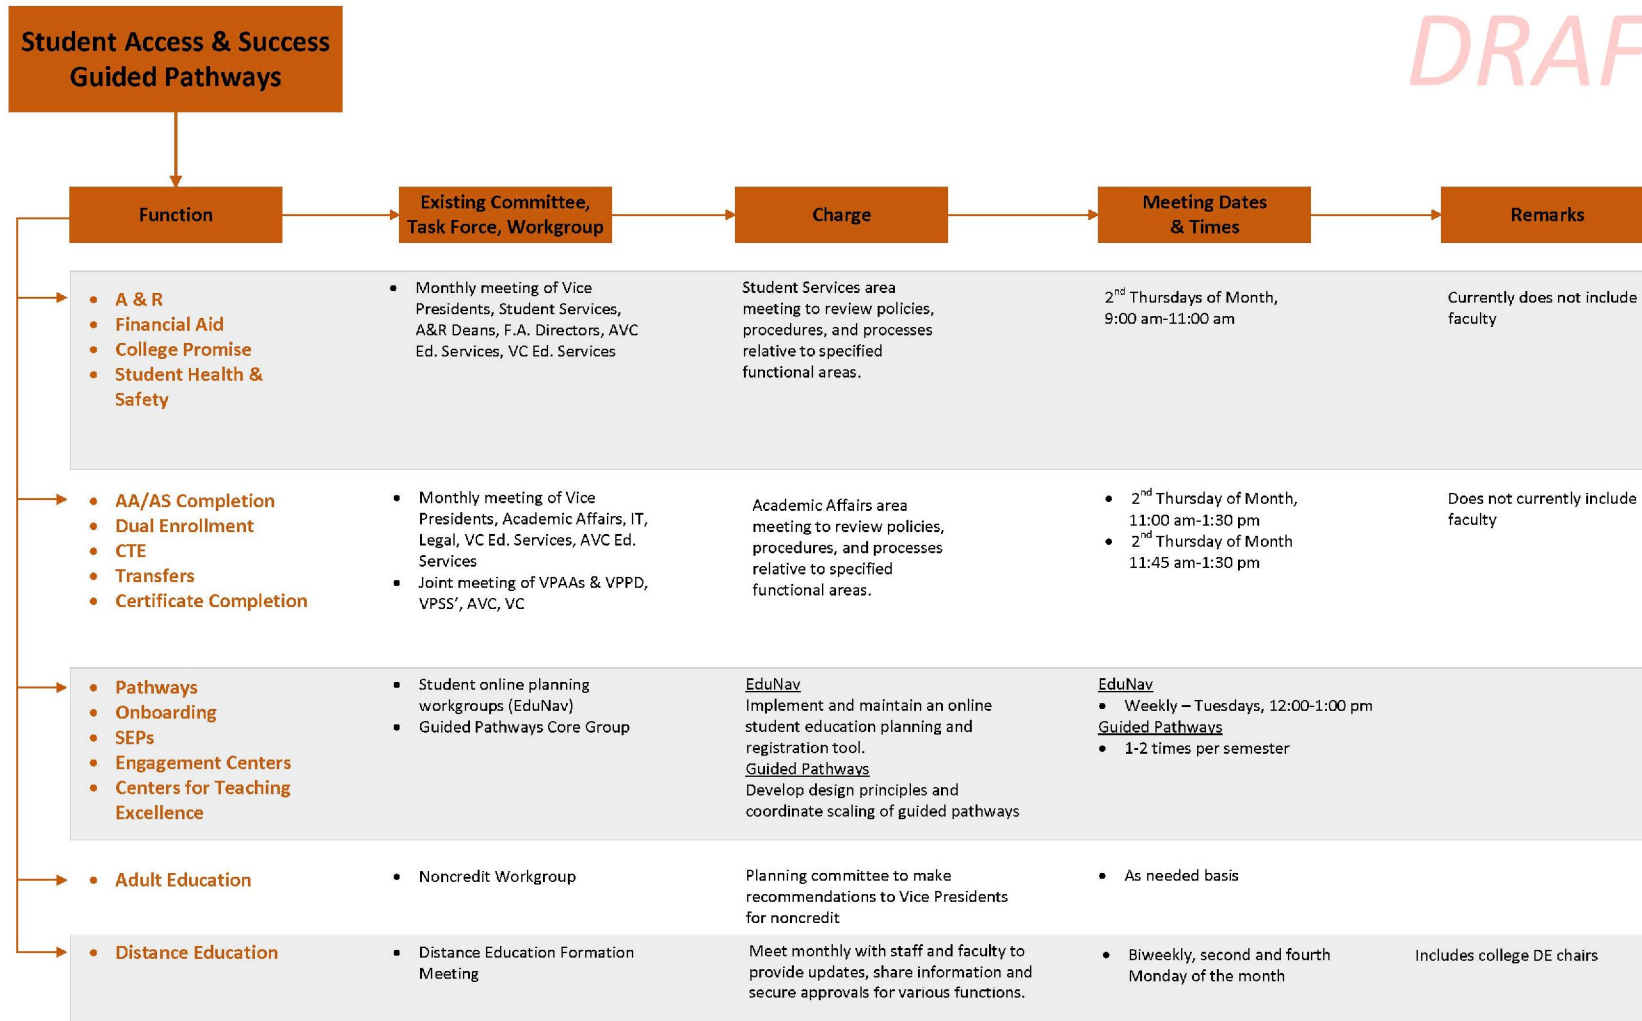 Student Access & Success
Guided Pathways
DRAF
Function
Existing Committee,
Task Force, Workgroup
Charge
Meeting Dates
& Times
Remarks
• A & R
• Financial Aid
• College Promise
• Student Health &
Safety
• Monthly meeting of Vice
Presidents, Student Services,
A&R Deans, F.A. Directors, AVC
Ed. Services, VC Ed. Services
Student Services area
meeting to review policies,
procedures, and processes
relative to specified
functional areas.
2nd Thursdays of Month,
9:00 am-11:00 am
Currently does not include
faculty
• AA/AS Completion
• Dual Enrollment
• CTE
• Transfers
• Certificate Completion
• Monthly meeting of Vice
Presidents, Academic Affairs, IT,
Legal, VC Ed. Services, AVC Ed.
Services
• Joint meeting of VPAAs & VPPD,
VPSS’, AVC, VC
Academic Affairs area
meeting to review policies,
procedures, and processes
relative to specified
functional areas.
• 2nd Thursday of Month,
11:00 am-1:30 pm
• 2nd Thursday of Month
11:45 am-1:30 pm
Does not currently include
faculty
• Pathways
• Onboarding
• SEPs
• Engagement Centers
• Centers for Teaching
Excellence
• Student online planning
workgroups (EduNav)
• Guided Pathways Core Group
EduNav
Implement and maintain an online
student education planning and
registration tool.
Guided Pathways
Develop design principles and
coordinate scaling of guided pathways
EduNav
• Weekly – Tuesdays, 12:00-1:00 pm
Guided Pathways
• 1-2 times per semester
• Adult Education
• Noncredit Workgroup
Planning committee to make
recommendations to Vice Presidents
for noncredit
• As needed basis
• Distance Education
• Distance Education Formation
Meeting
Meet monthly with staff and faculty to
provide updates, share information and
secure approvals for various functions.
• Biweekly, second and fourth
Monday of the month
Includes college DE chairs